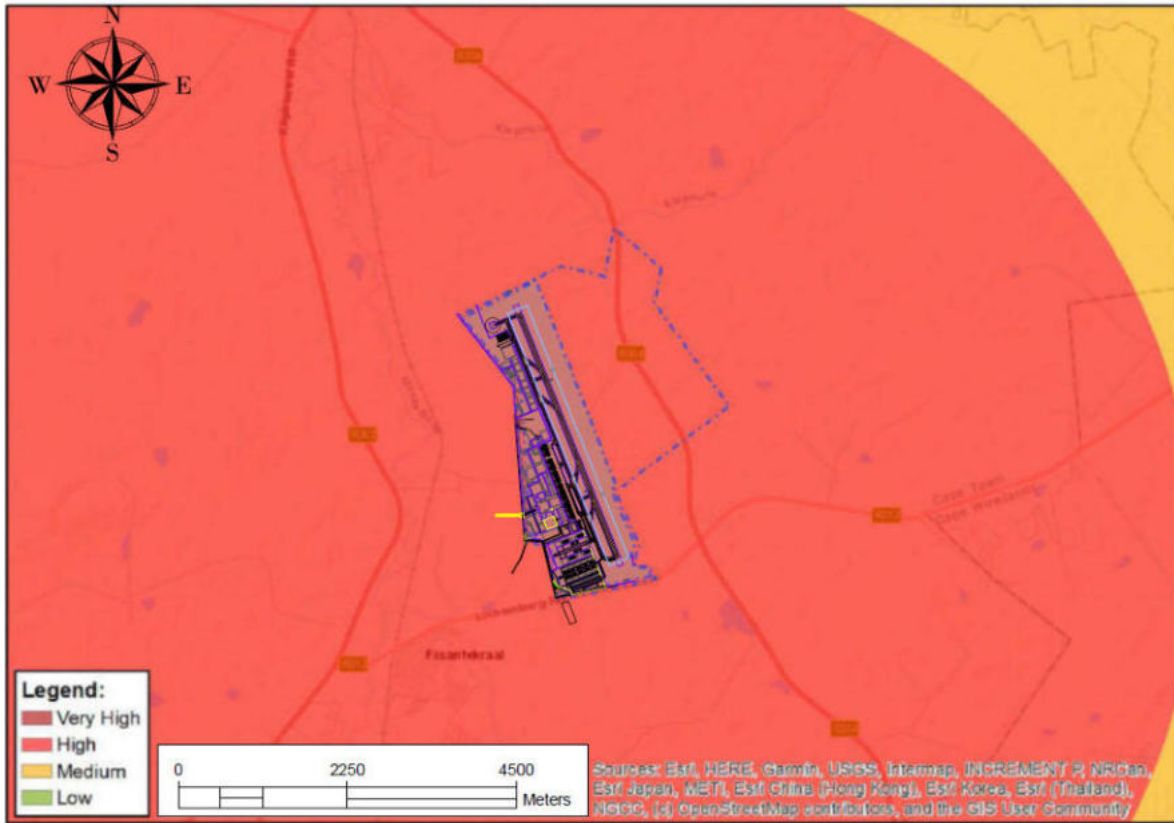 N
W
E
S
Fisantekraal
Legend:
Very High
High
Medium
Low
0
2250
4500
Meters
Sources: Esri, HERE, Garmin, USGS, Intermap, INCREMENT P, NRCan,
Esri Japan, METI, Esri China (Hong Kong), Esri Korea, Esri (Thailand),
NGCC, (c) OpenStreetMap contributors, and the GIS User Community